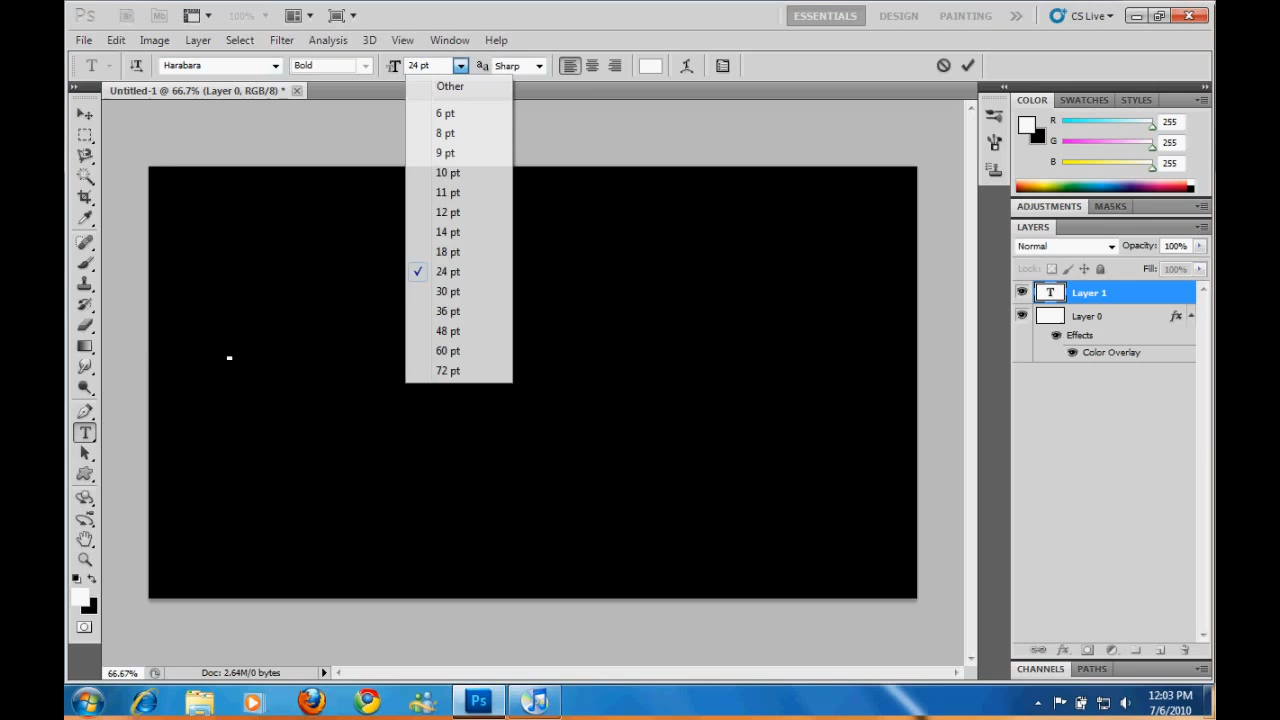 Ps Br Mb 100% ESSENTIALS DESIGN PAINTING CS Live
File Edit Image Layer Select Filter Analysis 3D View Window Help
T Harabara Bold T 24 pt aa Sharp
Untitled-1 @ 66.7% (Layer 0, RGB/8) *
Other
6 pt
8 pt
9 pt
10 pt
11 pt
12 pt
14 pt
18 pt
24 pt
30 pt
36 pt
48 pt
60 pt
72 pt
COLOR SWATCHES STYLES
R 255
G 255
B 255
ADJUSTMENTS MASKS
LAYERS
Normal Opacity: 100%
Lock: Fill: 100%
T Layer 1
Layer 0 fx
Effects
Color Overlay
CHANNELS PATHS
T
66.67% Doc: 2.64M/0 bytes
Ps
12:03 PM
7/6/2010